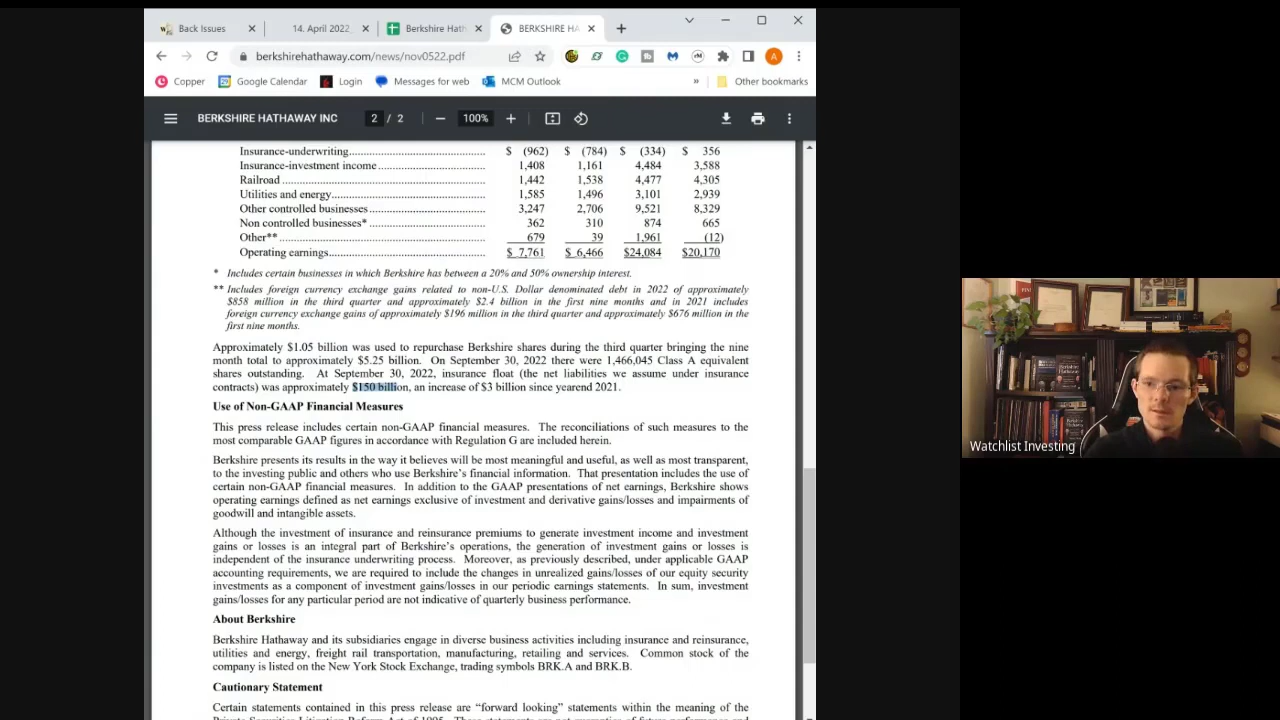 Back Issues
14. April 2022
Berkshire Hath
BERKSHIRE HA
berkshirehathaway.com/news/nov0522.pdf
Copper
Google Calendar
Login
Messages for web
MCM Outlook
»
Other bookmarks
BERKSHIRE HATHAWAY INC
2 / 2
100%
Insurance-underwriting............ $ (962) $ (784) $ (334) $ 356
Insurance-investment income............ 1,408 1,161 4,484 3,588
Railroad............ 1,442 1,538 4,477 4,305
Utilities and energy............ 1,585 1,496 3,101 2,939
Other controlled businesses............ 3,247 2,706 9,521 8,329
Non controlled businesses*............ 362 310 874 665
Other**............ 679 39 1,961 (12)
Operating earnings............ $ 7,761 $ 6,466 $24,084 $20,170
* Includes certain businesses in which Berkshire has between a 20% and 50% ownership interest.
** Includes foreign currency exchange gains related to non-U.S. Dollar denominated debt in 2022 of approximately
$858 million in the third quarter and approximately $2.4 billion in the first nine months and in 2021 includes
foreign currency exchange gains of approximately $196 million in the third quarter and approximately $676 million in the
first nine months.
Approximately $1.05 billion was used to repurchase Berkshire shares during the third quarter bringing the nine
month total to approximately $5.25 billion. On September 30, 2022 there were 1,466,045 Class A equivalent
shares outstanding. At September 30, 2022, insurance float (the net liabilities we assume under insurance
contracts) was approximately $150 billion, an increase of $3 billion since yearend 2021.
Use of Non-GAAP Financial Measures
This press release includes certain non-GAAP financial measures. The reconciliations of such measures to the
most comparable GAAP figures in accordance with Regulation G are included herein.
Berkshire presents its results in the way it believes will be most meaningful and useful, as well as most transparent,
to the investing public and others who use Berkshire's financial information. That presentation includes the use of
certain non-GAAP financial measures. In addition to the GAAP presentations of net earnings, Berkshire shows
operating earnings defined as net earnings exclusive of investment and derivative gains/losses and impairments of
goodwill and intangible assets.
Although the investment of insurance and reinsurance premiums to generate investment income and investment
gains or losses is an integral part of Berkshire's operations, the generation of investment gains or losses is
independent of the insurance underwriting process. Moreover, as previously described, under applicable GAAP
accounting requirements, we are required to include the changes in unrealized gains/losses of our equity security
investments as a component of investment gains/losses in our periodic earnings statements. In sum, investment
gains/losses for any particular period are not indicative of quarterly business performance.
About Berkshire
Berkshire Hathaway and its subsidiaries engage in diverse business activities including insurance and reinsurance,
utilities and energy, freight rail transportation, manufacturing, retailing and services. Common stock of the
company is listed on the New York Stock Exchange, trading symbols BRK.A and BRK.B.
Cautionary Statement
Certain statements contained in this press release are "forward looking" statements within the meaning of the
Watchlist Investing